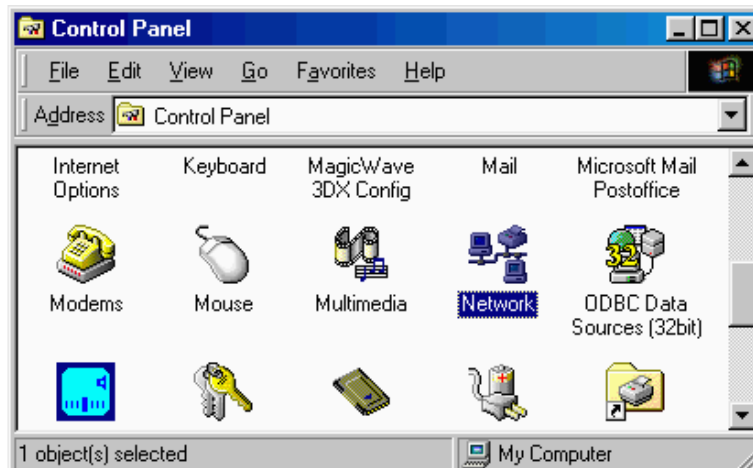 Control Panel
File Edit View Go Favorites Help
Address Control Panel
Internet Options
Keyboard
MagicWave 3DX Config
Mail
Microsoft Mail Postoffice
Modems
Mouse
Multimedia
Network
32
ODBC Data Sources (32bit)
1 object(s) selected
My Computer